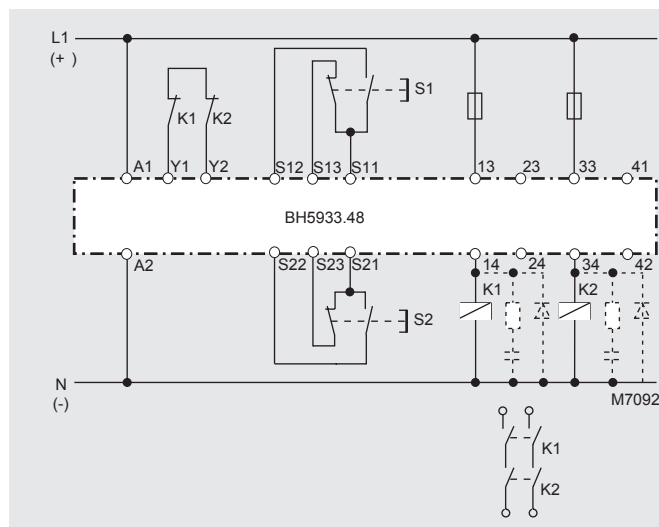 L1
(+ )
S1
K1 K2
A1 Y1 Y2 S12 S13 S11 13 23 33 41
BH5933.48
A2 S22 S23 S21 14 24 34 42
K1 K2
S2
N
(-)
M7092
K1
K2